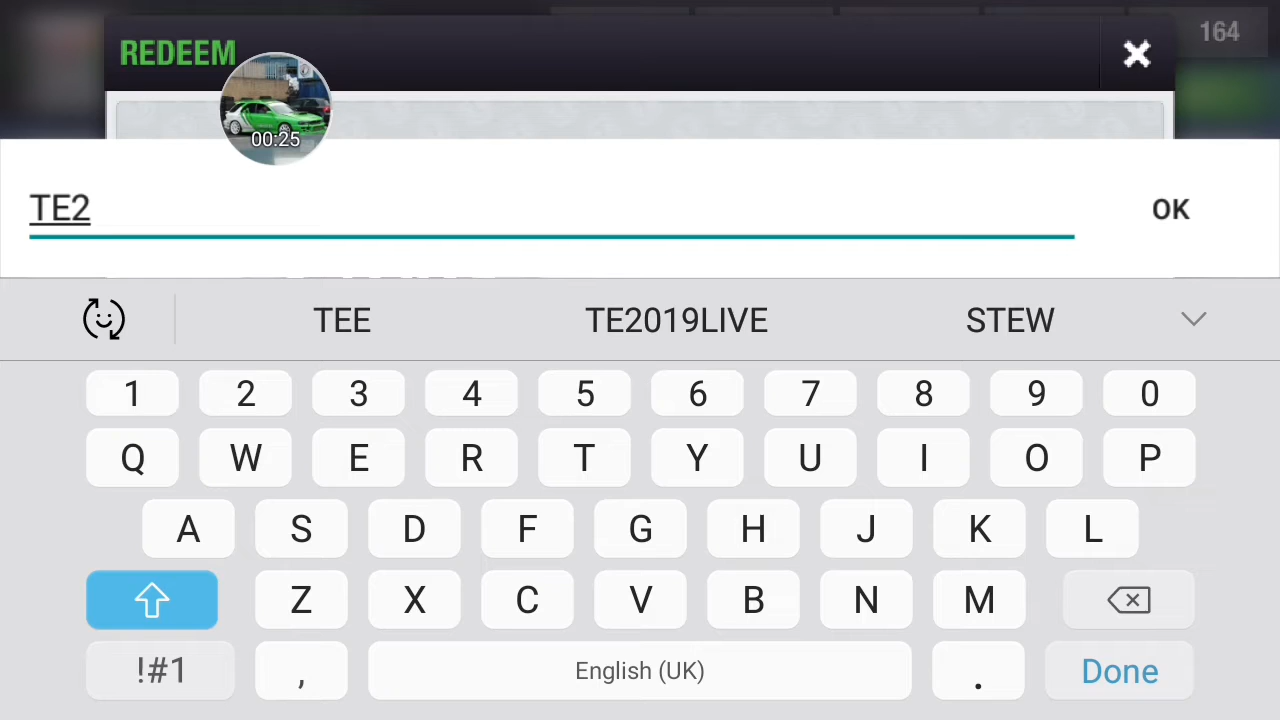 REDEEM
164
00:25
TE2
OK
TEE TE2019LIVE STEW
1 2 3 4 5 6 7 8 9 0
Q W E R T Y U I O P
A S D F G H J K L
Z X C V B N M
!#1 , English (UK) . Done